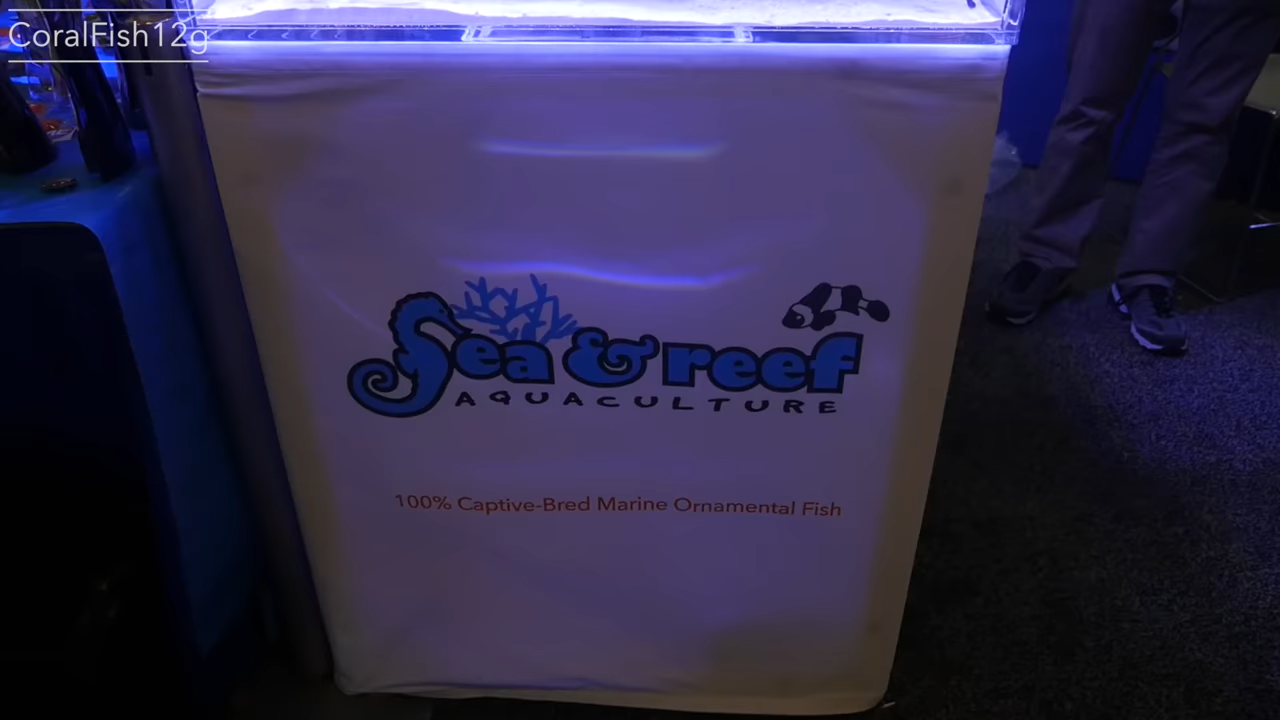 CoralFish12g
Sea & reef
AQUACULTURE
100% Captive-Bred Marine Ornamental Fish